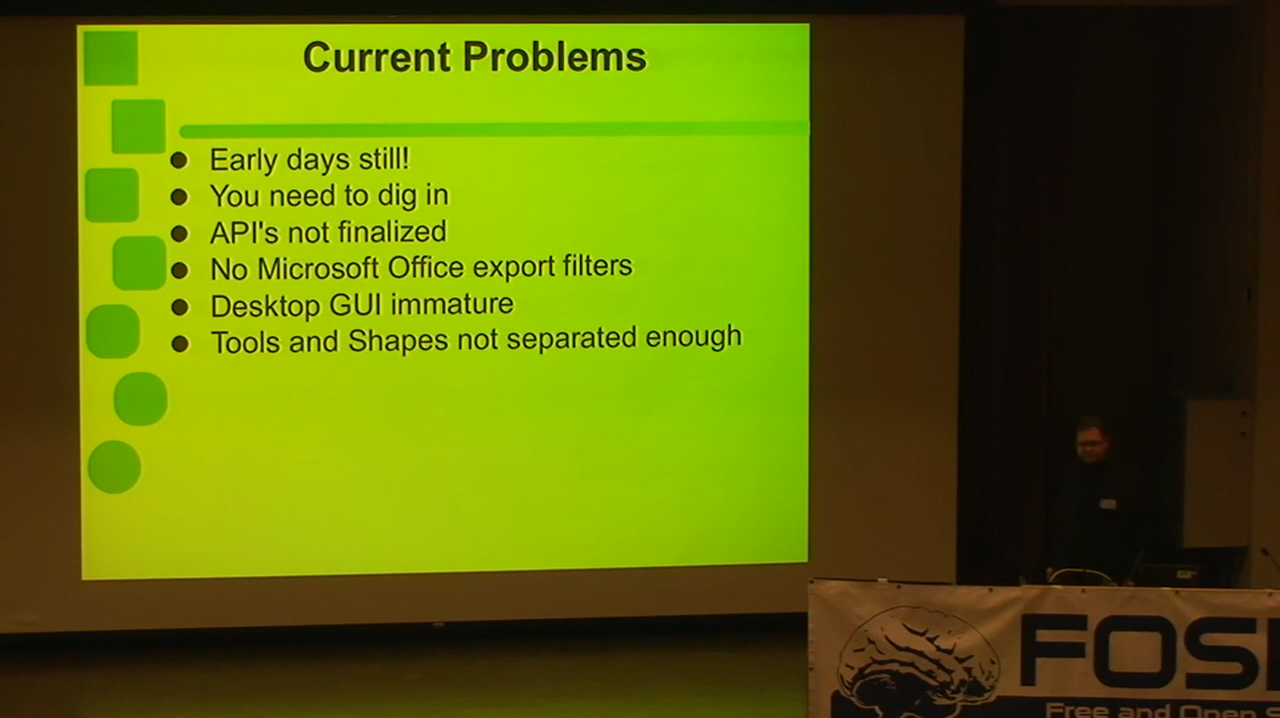 Current Problems
Early days still!
You need to dig in
API's not finalized
No Microsoft Office export filters
Desktop GUI immature
Tools and Shapes not separated enough
FOS
Free and Open S